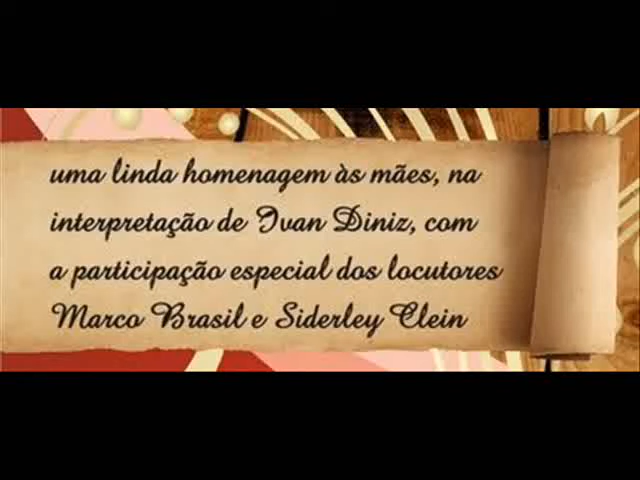 uma linda homenagem às mães, na
interpretação de Ivan Diniz, com
a participação especial dos locutores
Marco Brasil e Siderley Clein